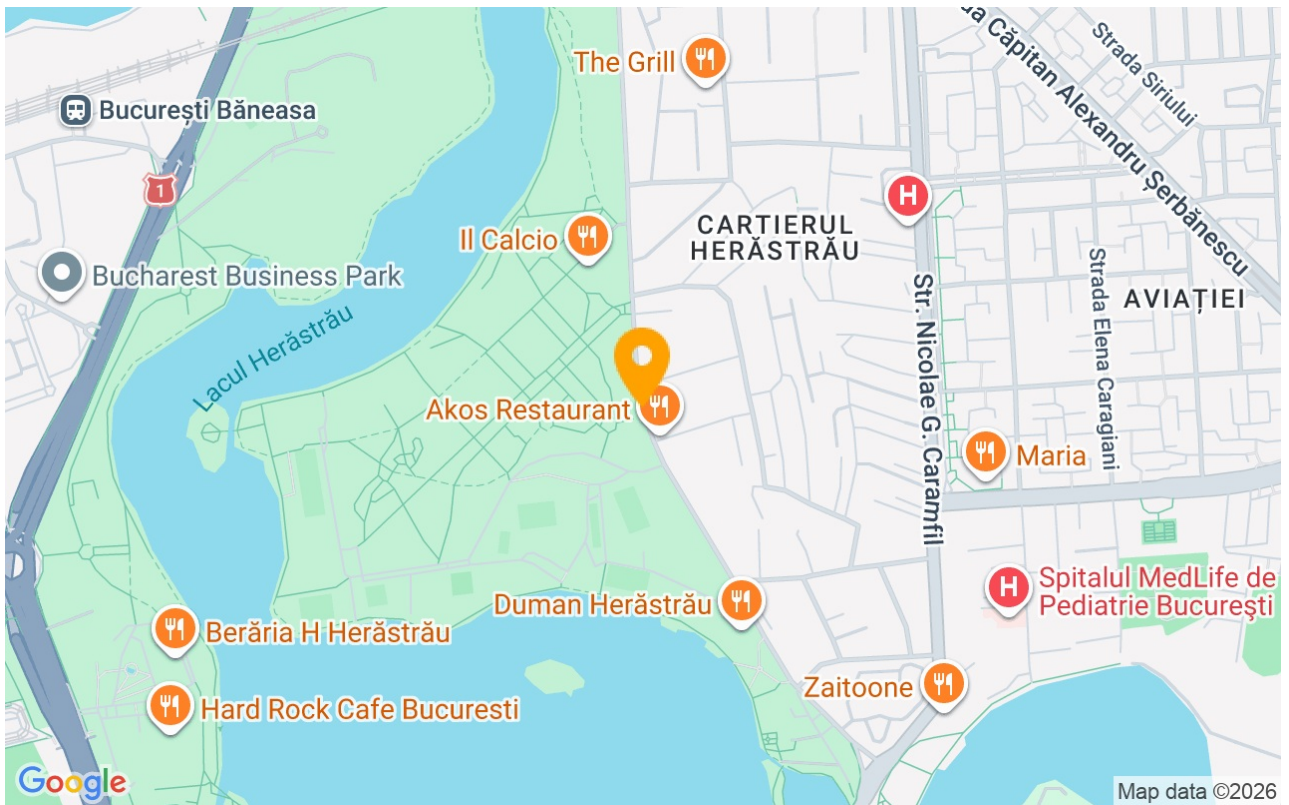 The Grill
da Căpitan Alexandru Șerbănescu
Strada Siriului
București Băneasa
1
H
CARTIERUL
HERĂSTRĂU
Il Calcio
Bucharest Business Park
Lacul Herăstrău
Str. Nicolae G. Caramfil
Strada Elena Caragiani
AVIAȚIEI
Akos Restaurant
Maria
H
Spitalul MedLife de
Pediatrie Bucureşti
Duman Herăstrău
Berăria H Herăstrău
Zaitoone
Hard Rock Cafe Bucuresti
Google
Map data ©2026